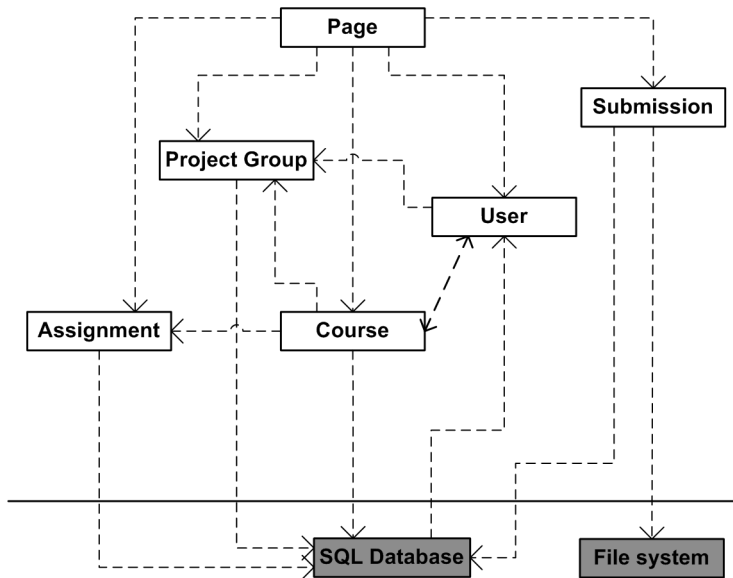 Page
Submission
Project Group
User
Assignment
Course
SQL Database
File system